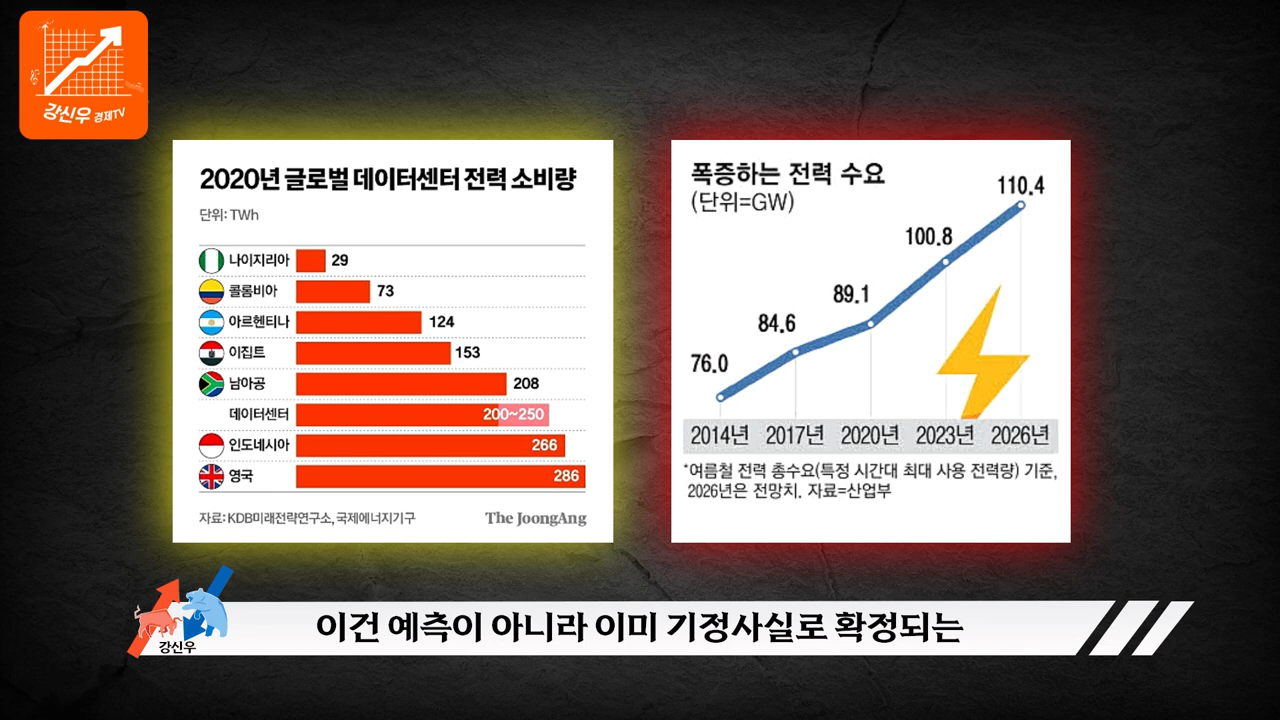 강신우 경제TV
2020년 글로벌 데이터센터 전력 소비량
단위: TWh
나이지리아 29
콜롬비아 73
아르헨티나 124
이집트 153
남아공 208
데이터센터 200~250
인도네시아 266
영국 286
자료: KDB미래전략연구소, 국제에너지기구 The JoongAng
폭증하는 전력 수요
(단위=GW)
76.0 84.6 89.1 100.8 110.4
2014년 2017년 2020년 2023년 2026년
*여름철 전력 총수요(특정 시간대 최대 사용 전력량) 기준,
2026년은 전망치. 자료=산업부
강신우
이건 예측이 아니라 이미 기정사실로 확정되는